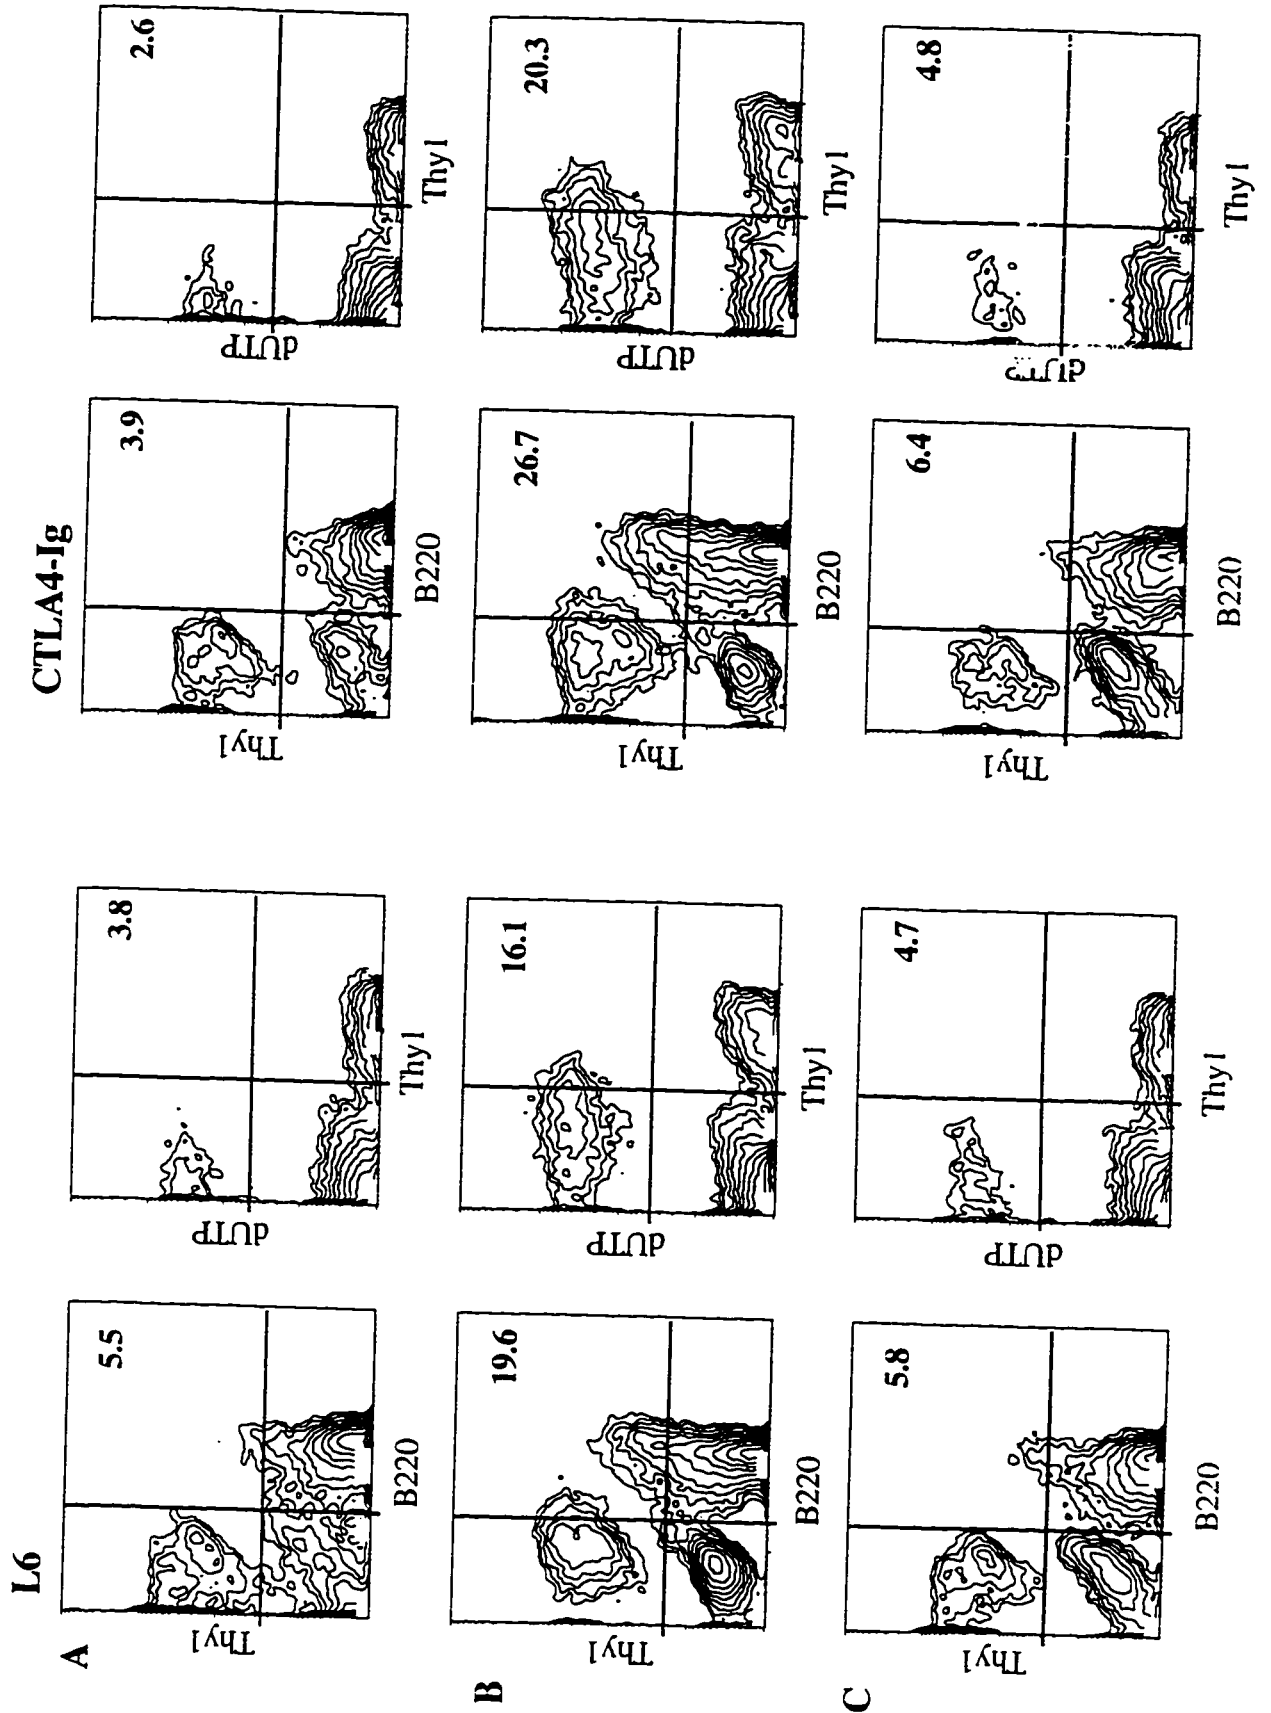 L6
CTLA4-Ig
A
5.5
Thy1
B220
3.8
dUTP
Thy1
3.9
Thy1
B220
2.6
dUTP
Thy1
B
19.6
Thy1
B220
16.1
dUTP
Thy1
26.7
Thy1
B220
20.3
dUTP
Thy1
C
5.8
Thy1
B220
4.7
dUTP
Thy1
6.4
Thy1
B220
4.8
dUTP
Thy1